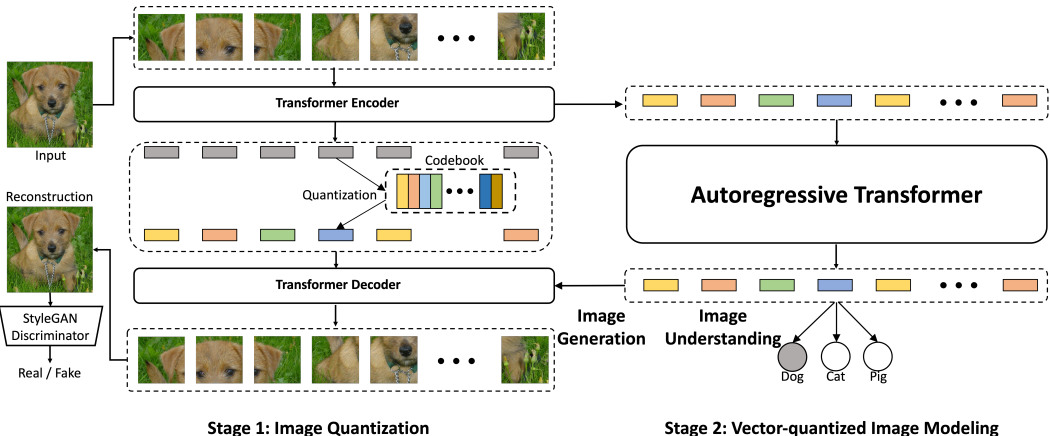 Input
Transformer Encoder
Codebook
Quantization
Reconstruction
Transformer Decoder
StyleGAN
Discriminator
Real / Fake
Stage 1: Image Quantization
Autoregressive Transformer
Image
Generation
Image
Understanding
Dog
Cat
Pig
Stage 2: Vector-quantized Image Modeling